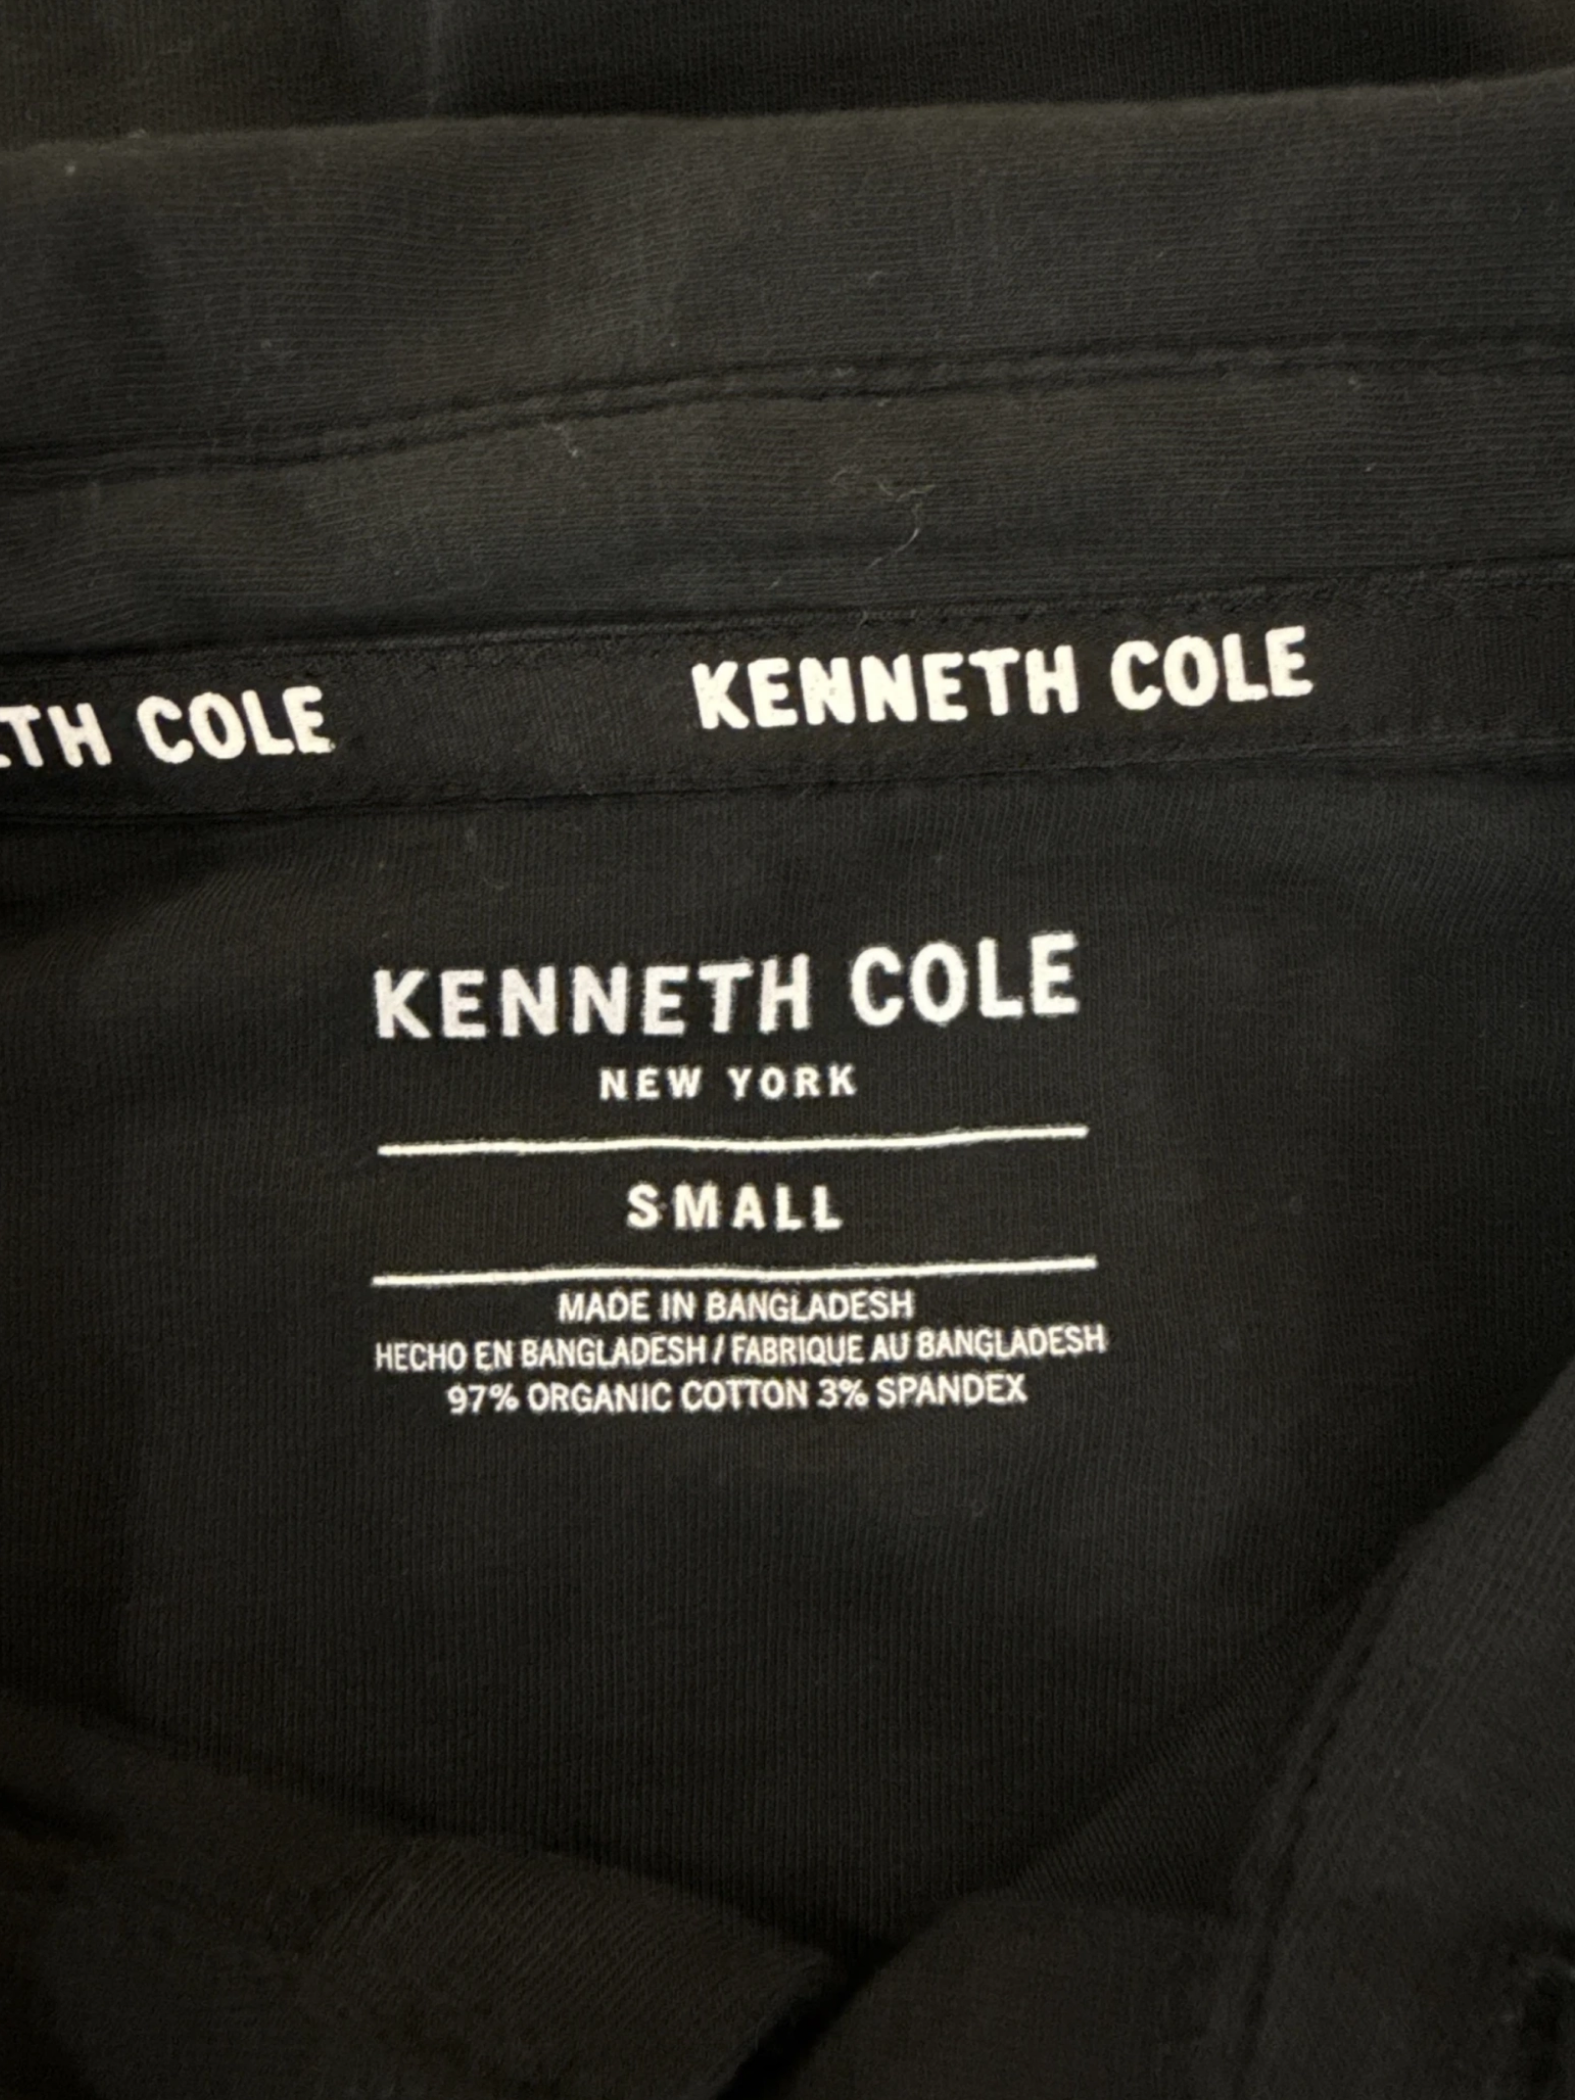 TH COLE KENNETH COLE
KENNETH COLE
NEW YORK
SMALL
MADE IN BANGLADESH
HECHO EN BANGLADESH / FABRIQUE AU BANGLADESH
97% ORGANIC COTTON 3% SPANDEX